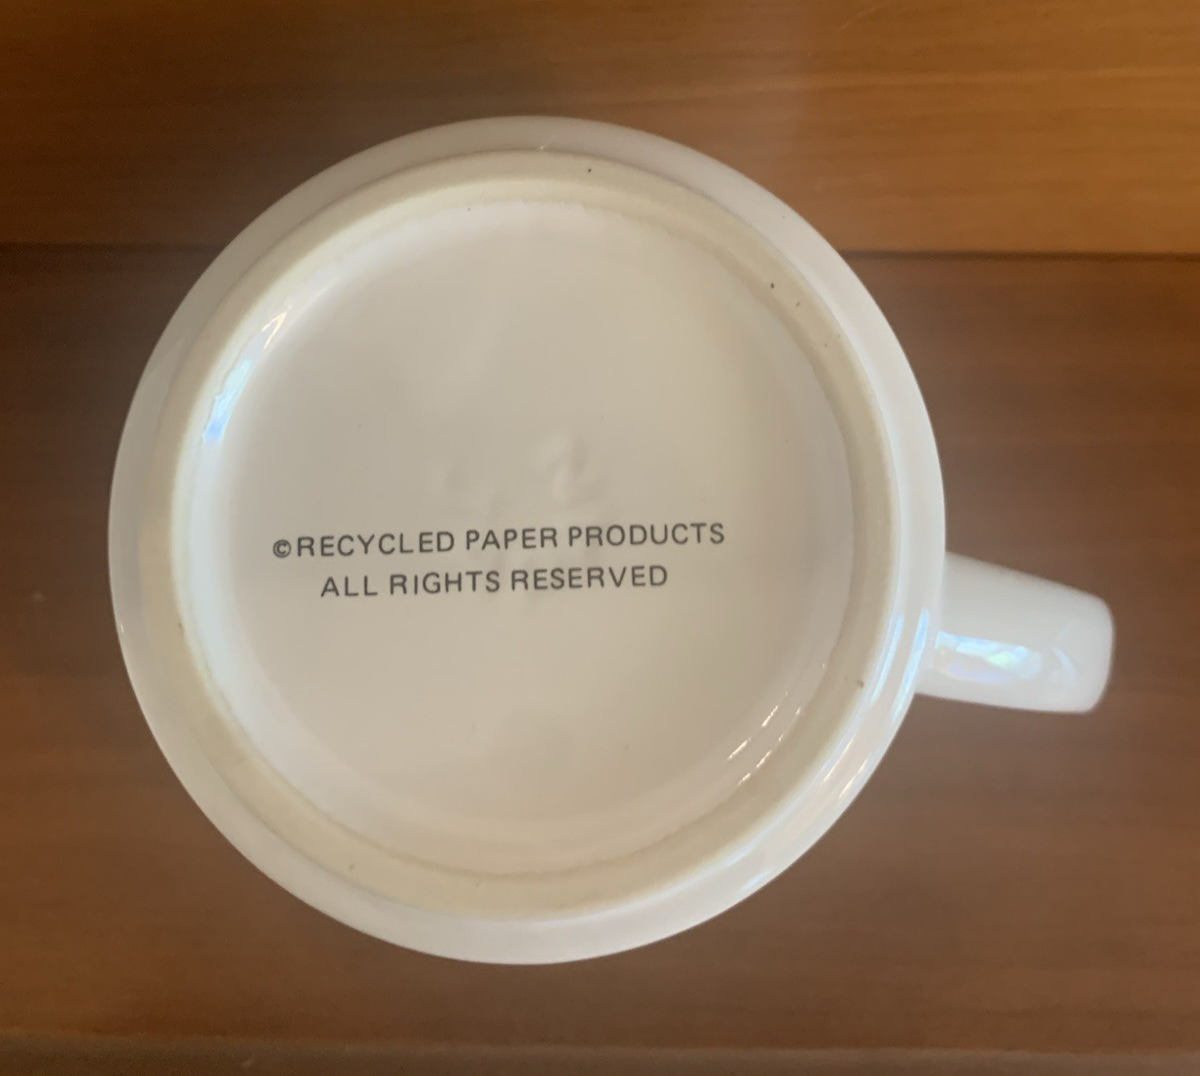 ©RECYCLED PAPER PRODUCTS
ALL RIGHTS RESERVED